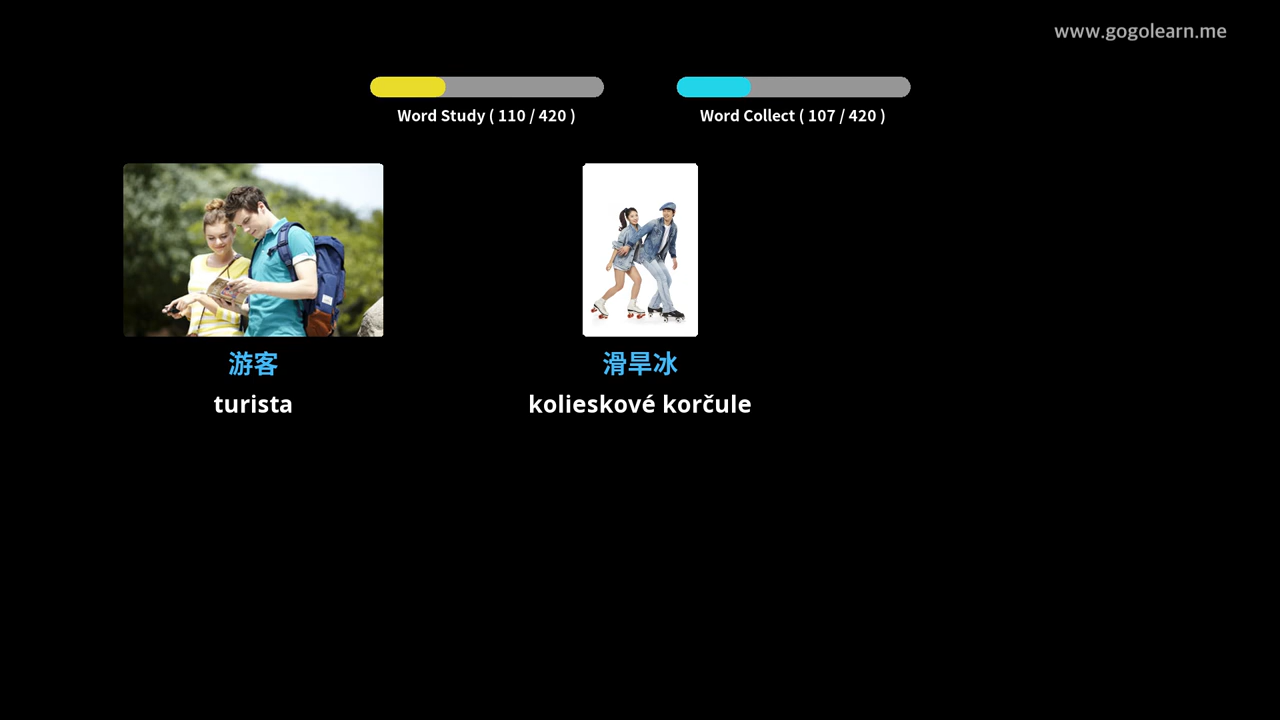 www.gogolearn.me
Word Study ( 110 / 420 )
Word Collect ( 107 / 420 )
游客
turista
滑旱冰
kolieskové korčule